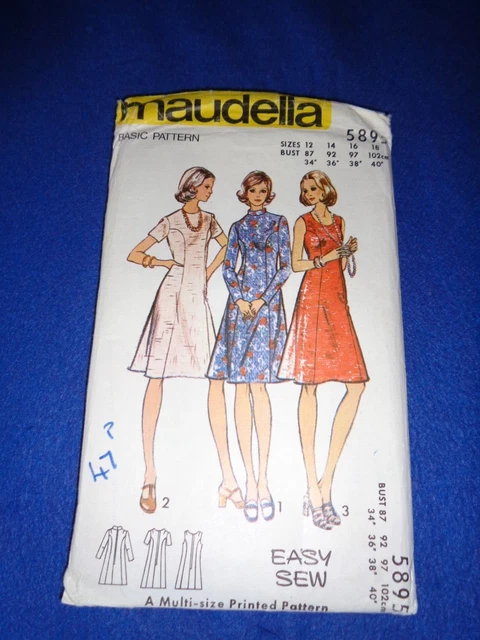 maudella
BASIC PATTERN
5895
SIZES 12 14 16 18
BUST 87 92 97 102cm
34" 36" 38" 40"
2
1
3
47
?
EASY
SEW
A Multi-size Printed Pattern
BUST 87 92 97 102cm
34" 36" 38" 40"
5895